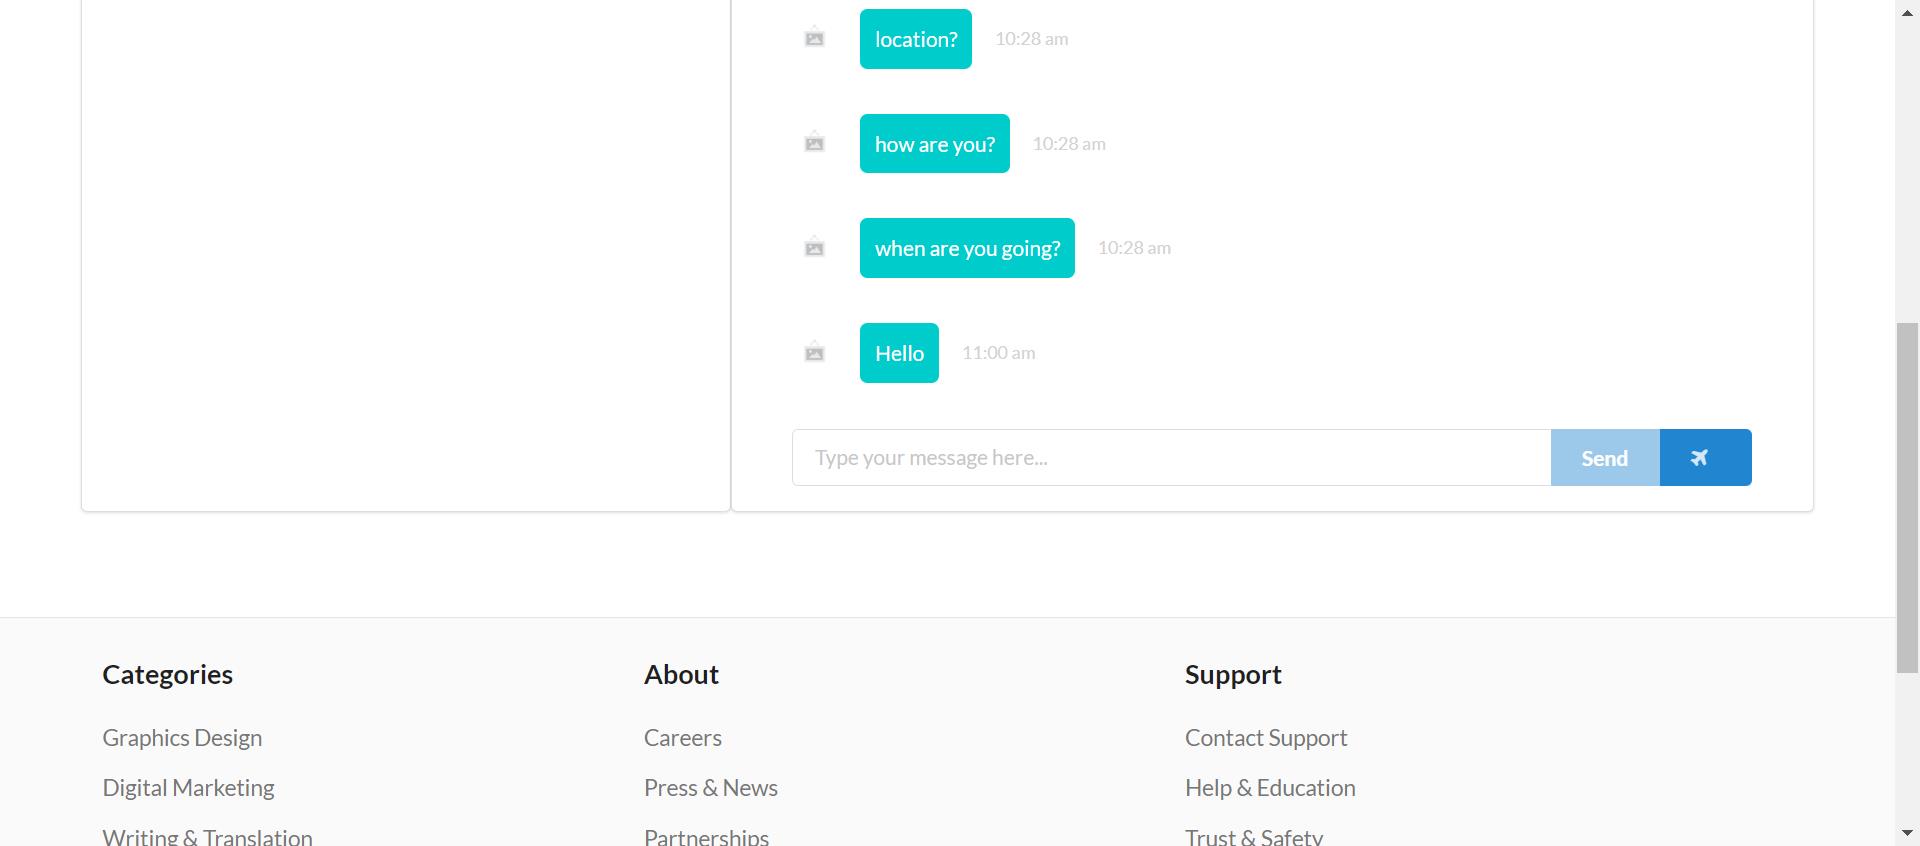 location? 10:28 am
how are you? 10:28 am
when are you going? 10:28 am
Hello 11:00 am
Type your message here... Send
Categories About Support
Graphics Design Careers Contact Support
Digital Marketing Press & News Help & Education
Writing & Translation Partnerships Trust & Safety